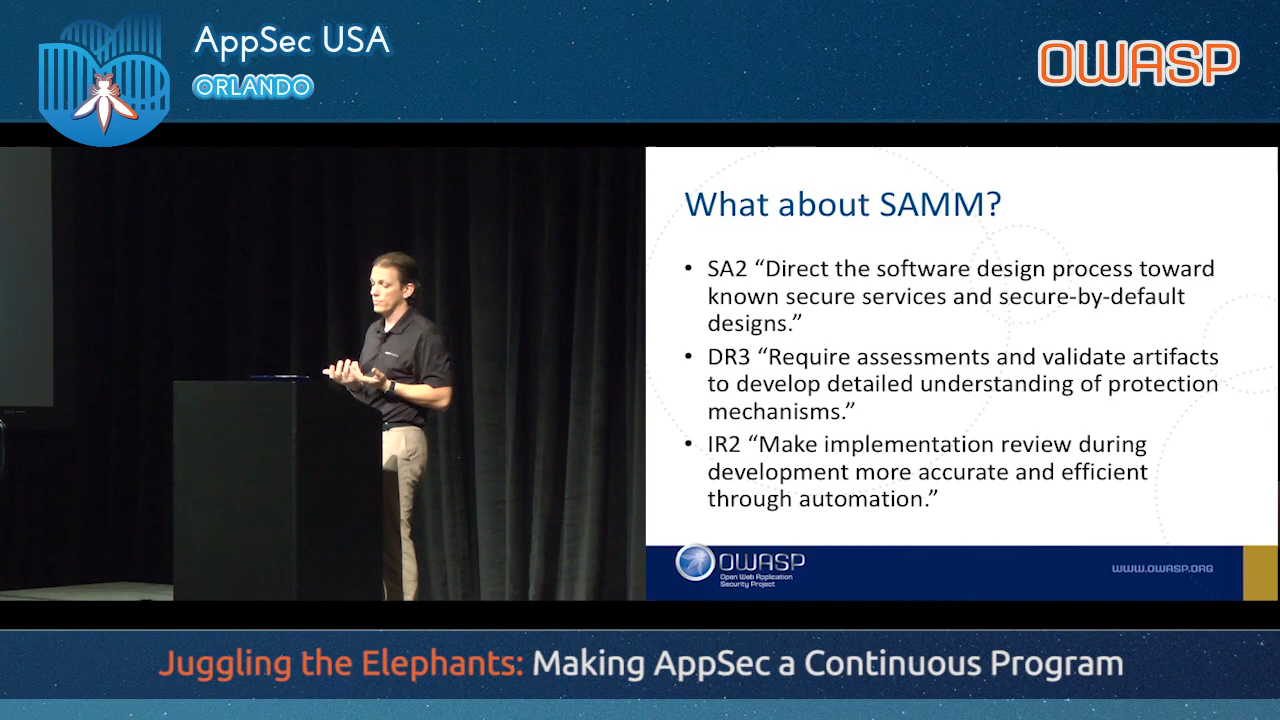 AppSec USA
ORLANDO
OWASP
What about SAMM?
• SA2 “Direct the software design process toward
known secure services and secure-by-default
designs.”
• DR3 “Require assessments and validate artifacts
to develop detailed understanding of protection
mechanisms.”
• IR2 “Make implementation review during
development more accurate and efficient
through automation.”
OWASP
Open Web Application
Security Project
WWW.OWASP.ORG
Juggling the Elephants: Making AppSec a Continuous Program